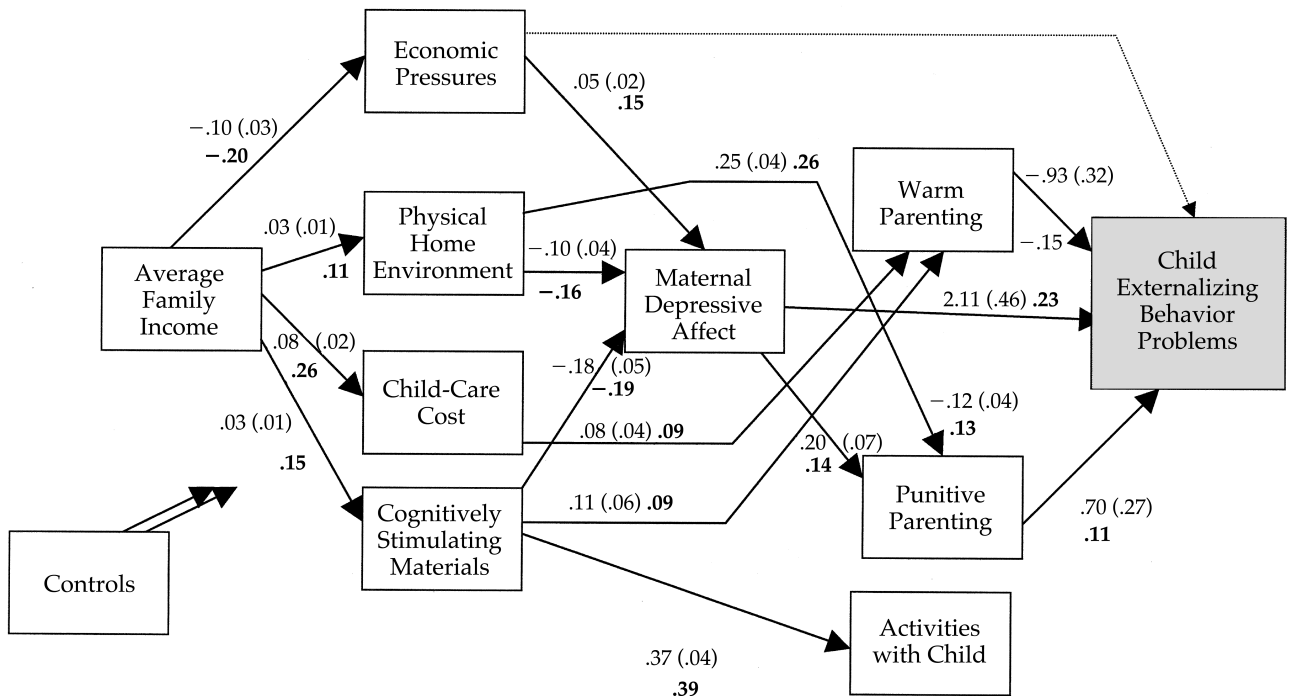 Economic
Pressures
.05 (.02)
.15
−.10 (.03)
−.20
.25 (.04) .26
Warm
Parenting
−.93 (.32)
−.15
Physical
Home
Environment
.03 (.01)
.11
−.10 (.04)
−.16
Average
Family
Income
Maternal
Depressive
Affect
2.11 (.46) .23
Child
Externalizing
Behavior
Problems
.08 (.02)
.26
Child-Care
Cost
−.18 (.05)
−.19
.03 (.01)
.15
.08 (.04) .09
.20 (.07)
.14
−.12 (.04)
.13
Cognitively
Stimulating
Materials
.11 (.06) .09
Punitive
Parenting
.70 (.27)
.11
Controls
Activities
with Child
.37 (.04)
.39